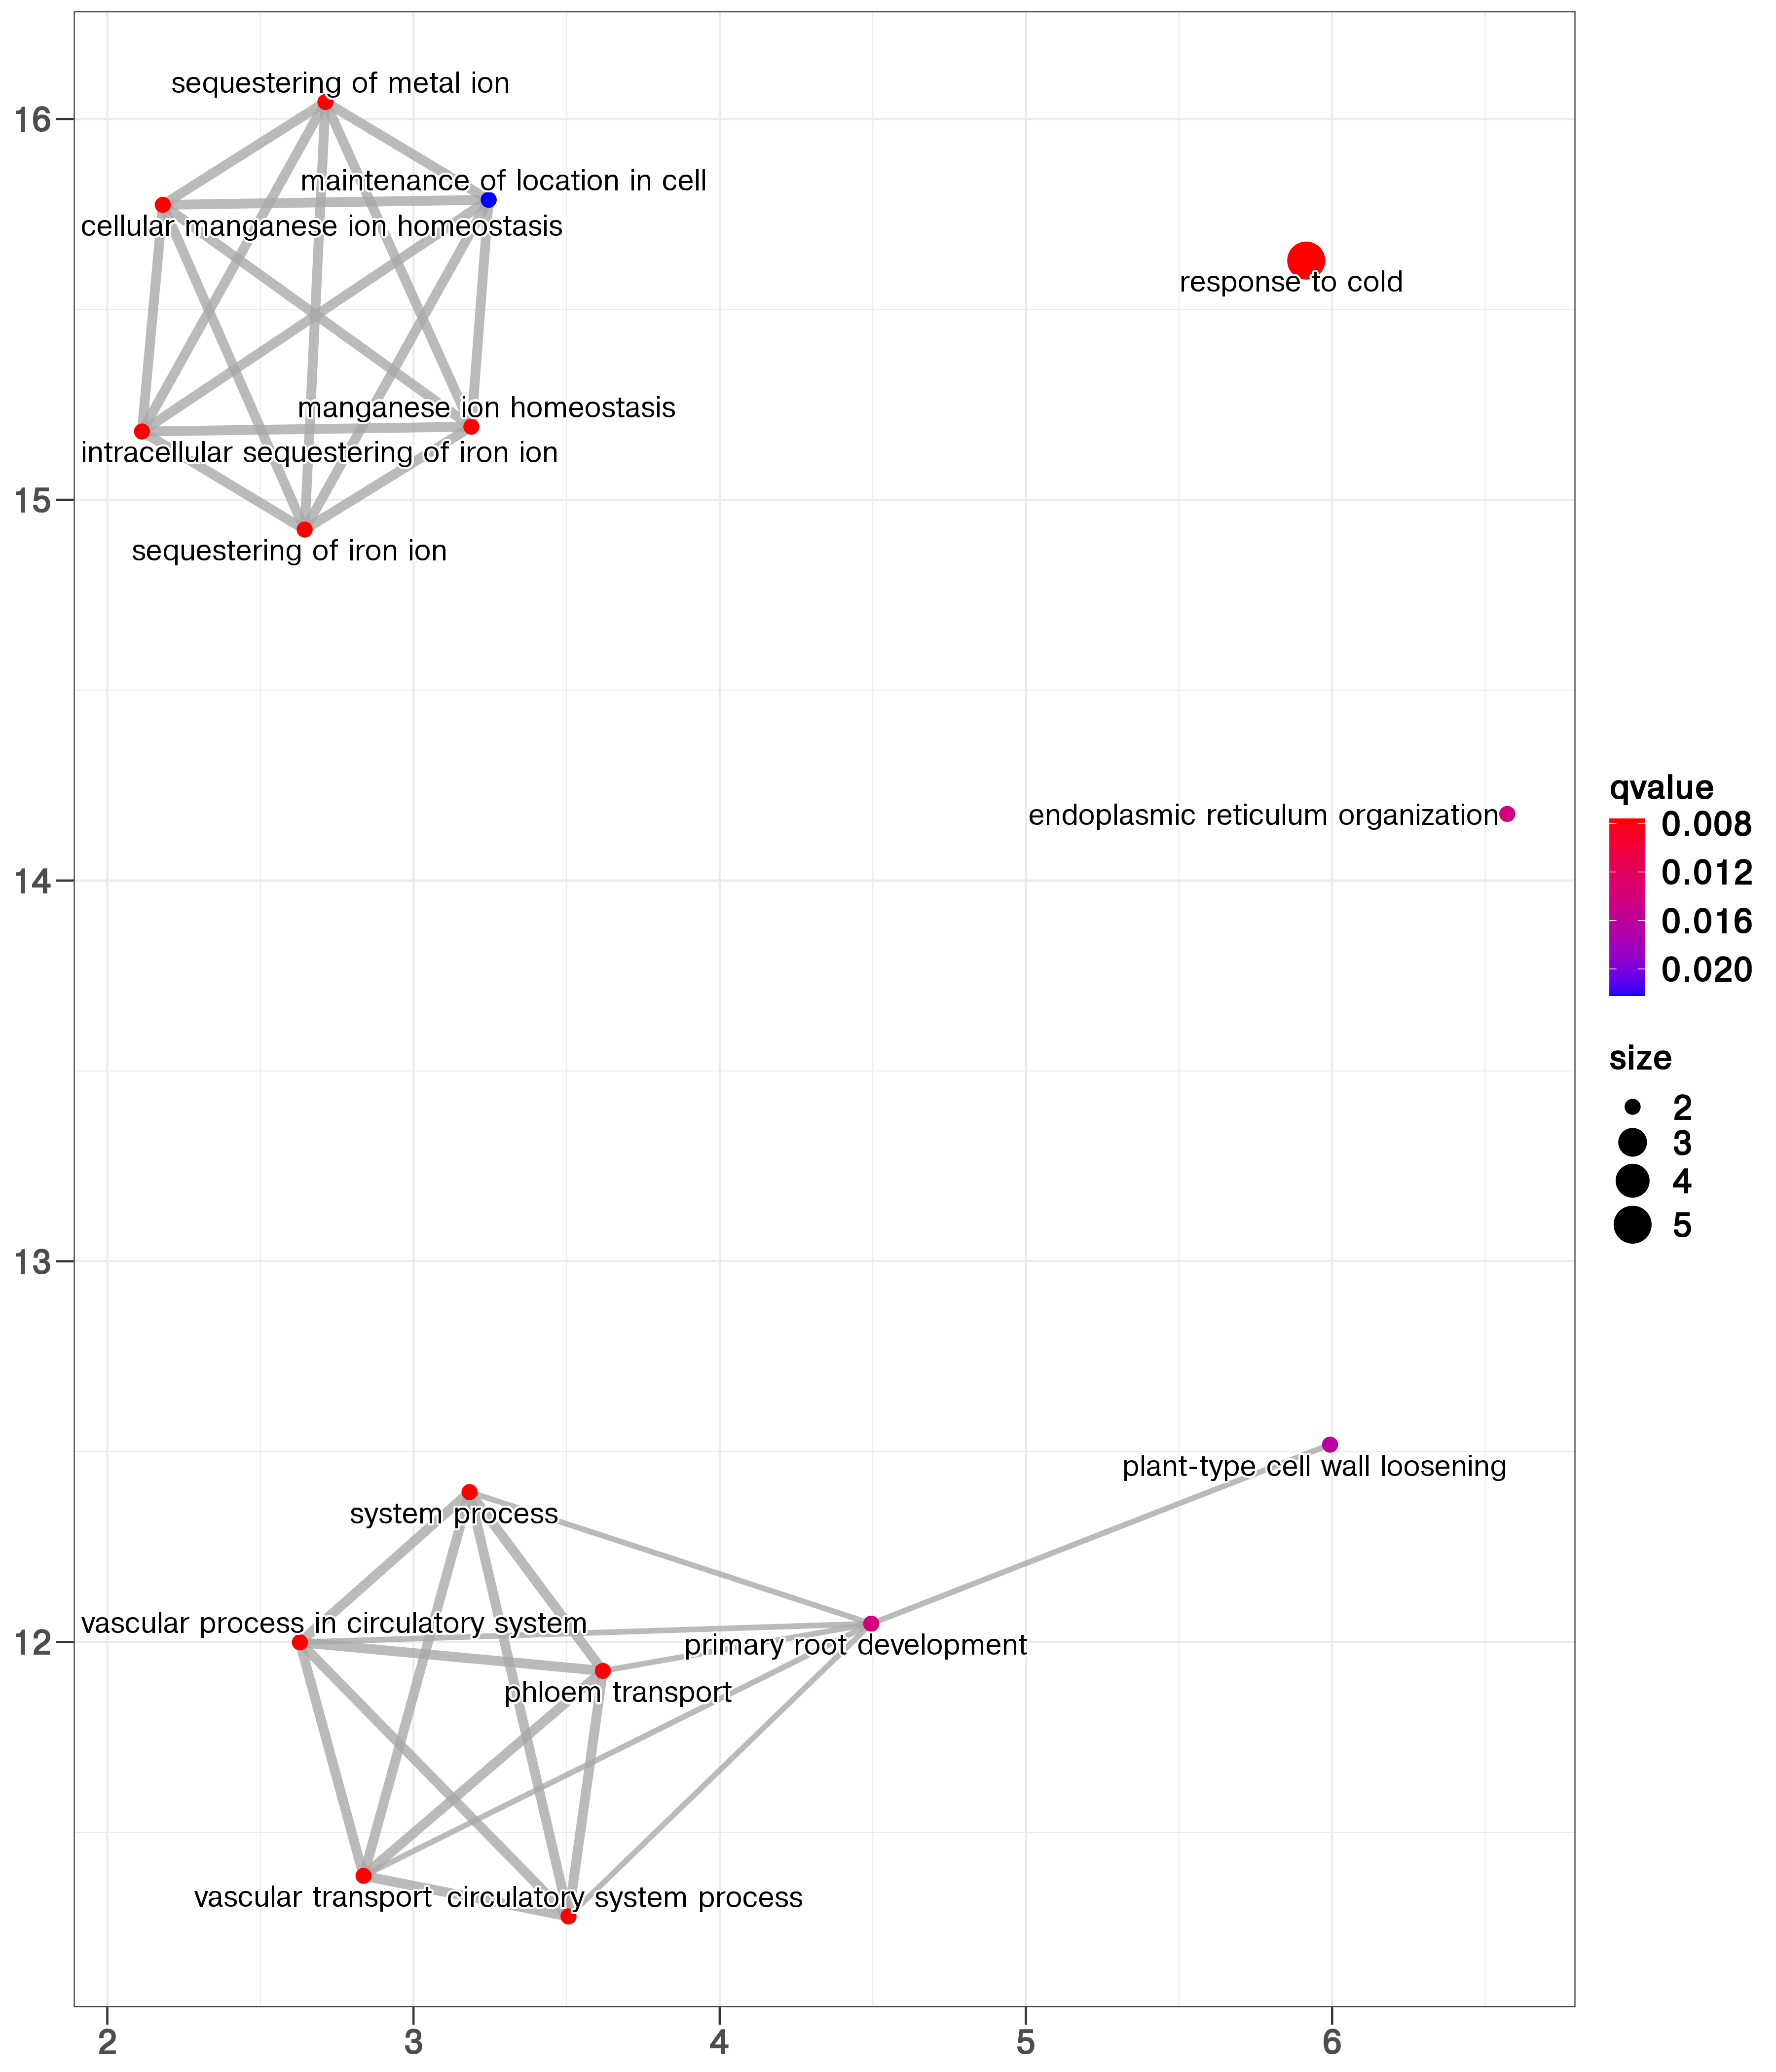 sequestering of metal ion
16
maintenance of location in cell
cellular manganese ion homeostasis
response to cold
manganese ion homeostasis
intracellular sequestering of iron ion
15
sequestering of iron ion
endoplasmic reticulum organization
14
13
plant-type cell wall loosening
system process
vascular process in circulatory system
12
primary root development
phloem transport
vascular transport
circulatory system process
2
3
4
5
6
qvalue
0.008
0.012
0.016
0.020
size
2
3
4
5